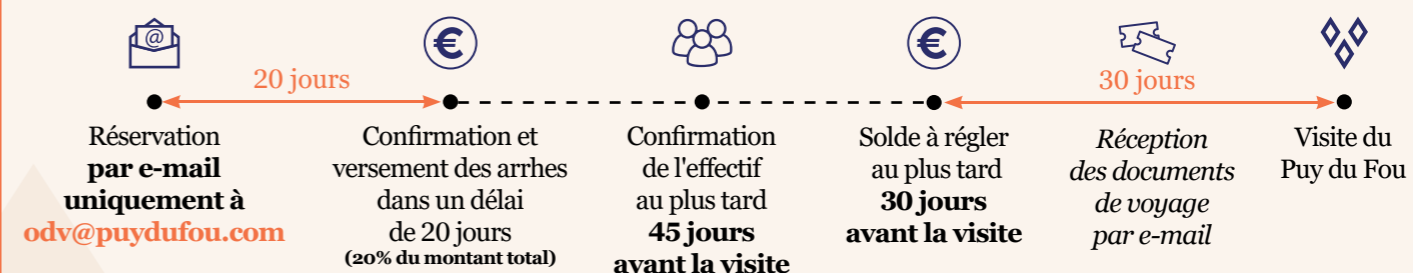 @
€
€
20 jours
30 jours
Réservation
par e-mail
uniquement à
odv@puydufou.com
Confirmation et
versement des arrhes
dans un délai
de 20 jours
(20% du montant total)
Confirmation
de l'effectif
au plus tard
45 jours
avant la visite
Solde à régler
au plus tard
30 jours
avant la visite
Réception
des documents
de voyage
par e-mail
Visite du
Puy du Fou